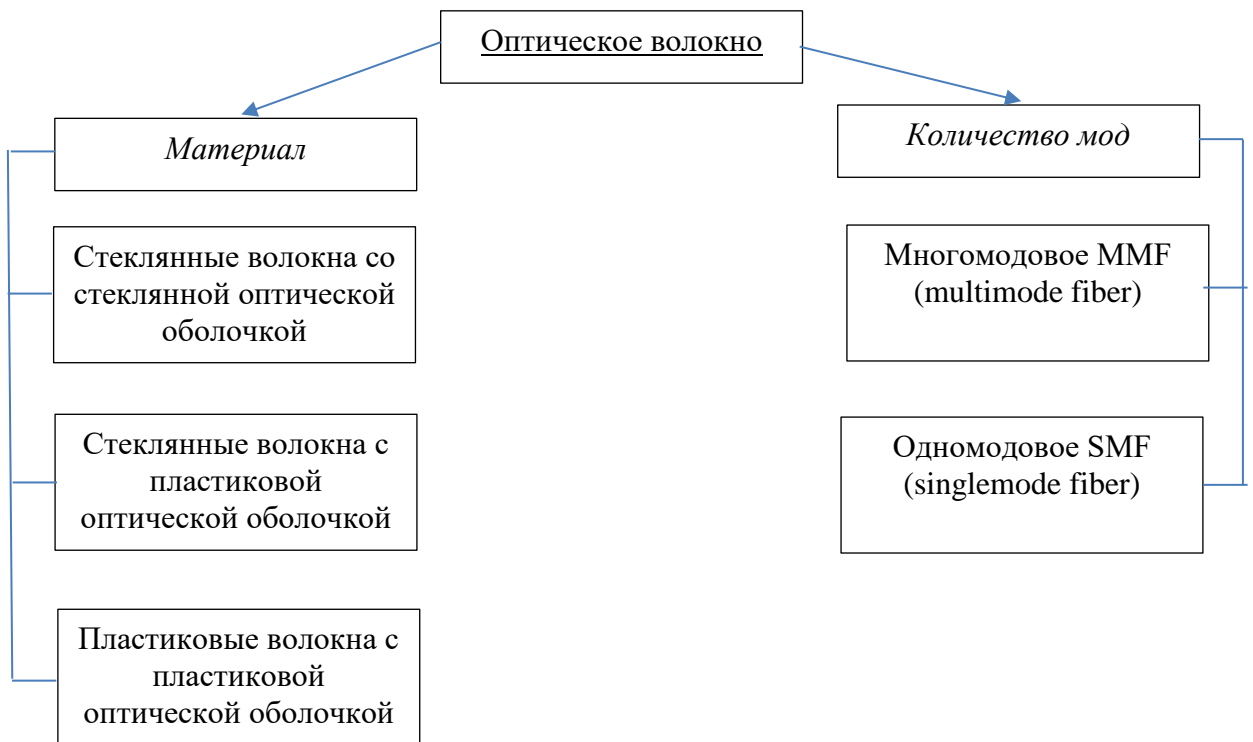 Оптическое волокно
Материал
Количество мод
Стеклянные волокна со
стеклянной оптической
оболочкой
Многомодовое MMF
(multimode fiber)
Стеклянные волокна с
пластиковой
оптической оболочкой
Одномодовое SMF
(singlemode fiber)
Пластиковые волокна с
пластиковой
оптической оболочкой